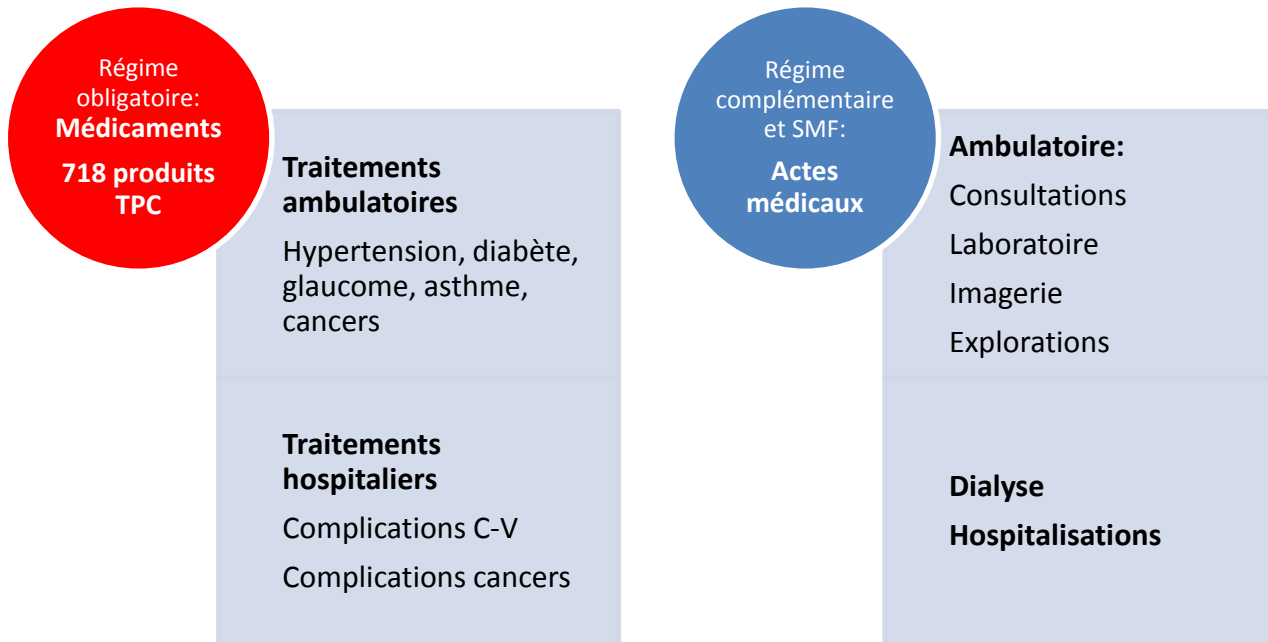 Régime
obligatoire:
Médicaments
718 produits
TPC
Traitements
ambulatoires
Hypertension, diabète,
glaucome, asthme,
cancers
Traitements
hospitaliers
Complications C-V
Complications cancers
Régime
complémentaire
et SMF:
Actes
médicaux
Ambulatoire:
Consultations
Laboratoire
Imagerie
Explorations
Dialyse
Hospitalisations